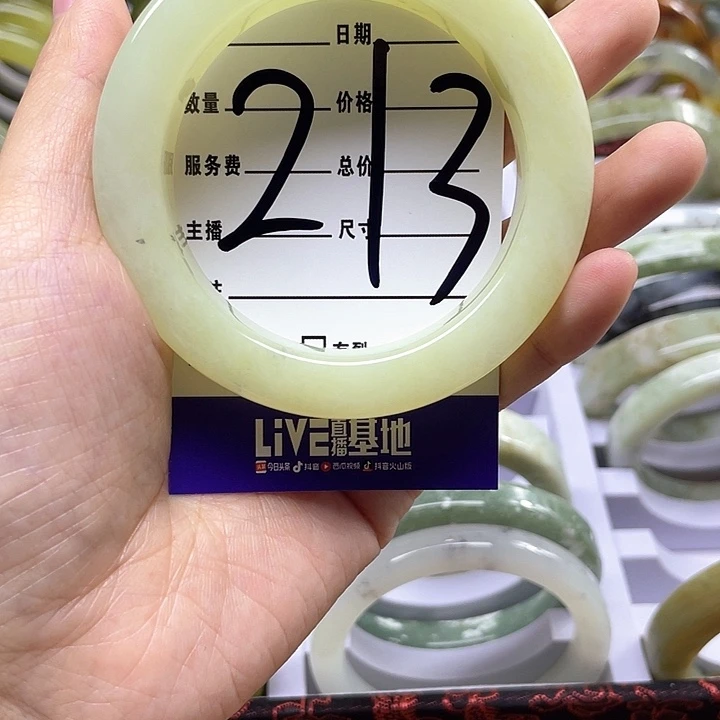 日期
数量 价格
213
服务费 总价
主播 尺寸
LiVE直播基地
今日头条 抖音 西瓜视频 抖音火山版